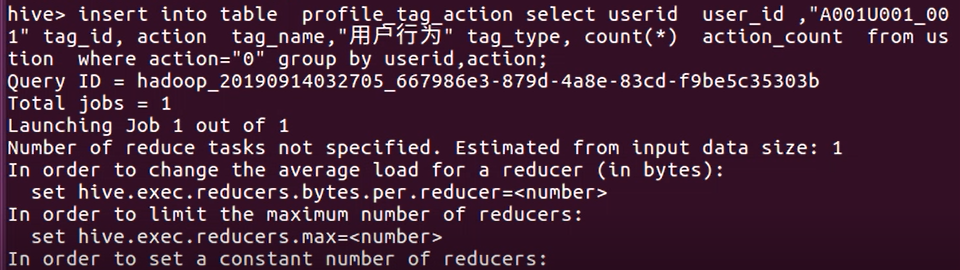 hive> insert into table  profile_tag_action select userid  user_id ,"A001U001_00
1" tag_id, action  tag_name,"用户行为" tag_type, count(*)  action_count  from us
tion  where action="0" group by userid,action;
Query ID = hadoop_20190914032705_667986e3-879d-4a8e-83cd-f9be5c35303b
Total jobs = 1
Launching Job 1 out of 1
Number of reduce tasks not specified. Estimated from input data size: 1
In order to change the average load for a reducer (in bytes):
  set hive.exec.reducers.bytes.per.reducer=<number>
In order to limit the maximum number of reducers:
  set hive.exec.reducers.max=<number>
In order to set a constant number of reducers: